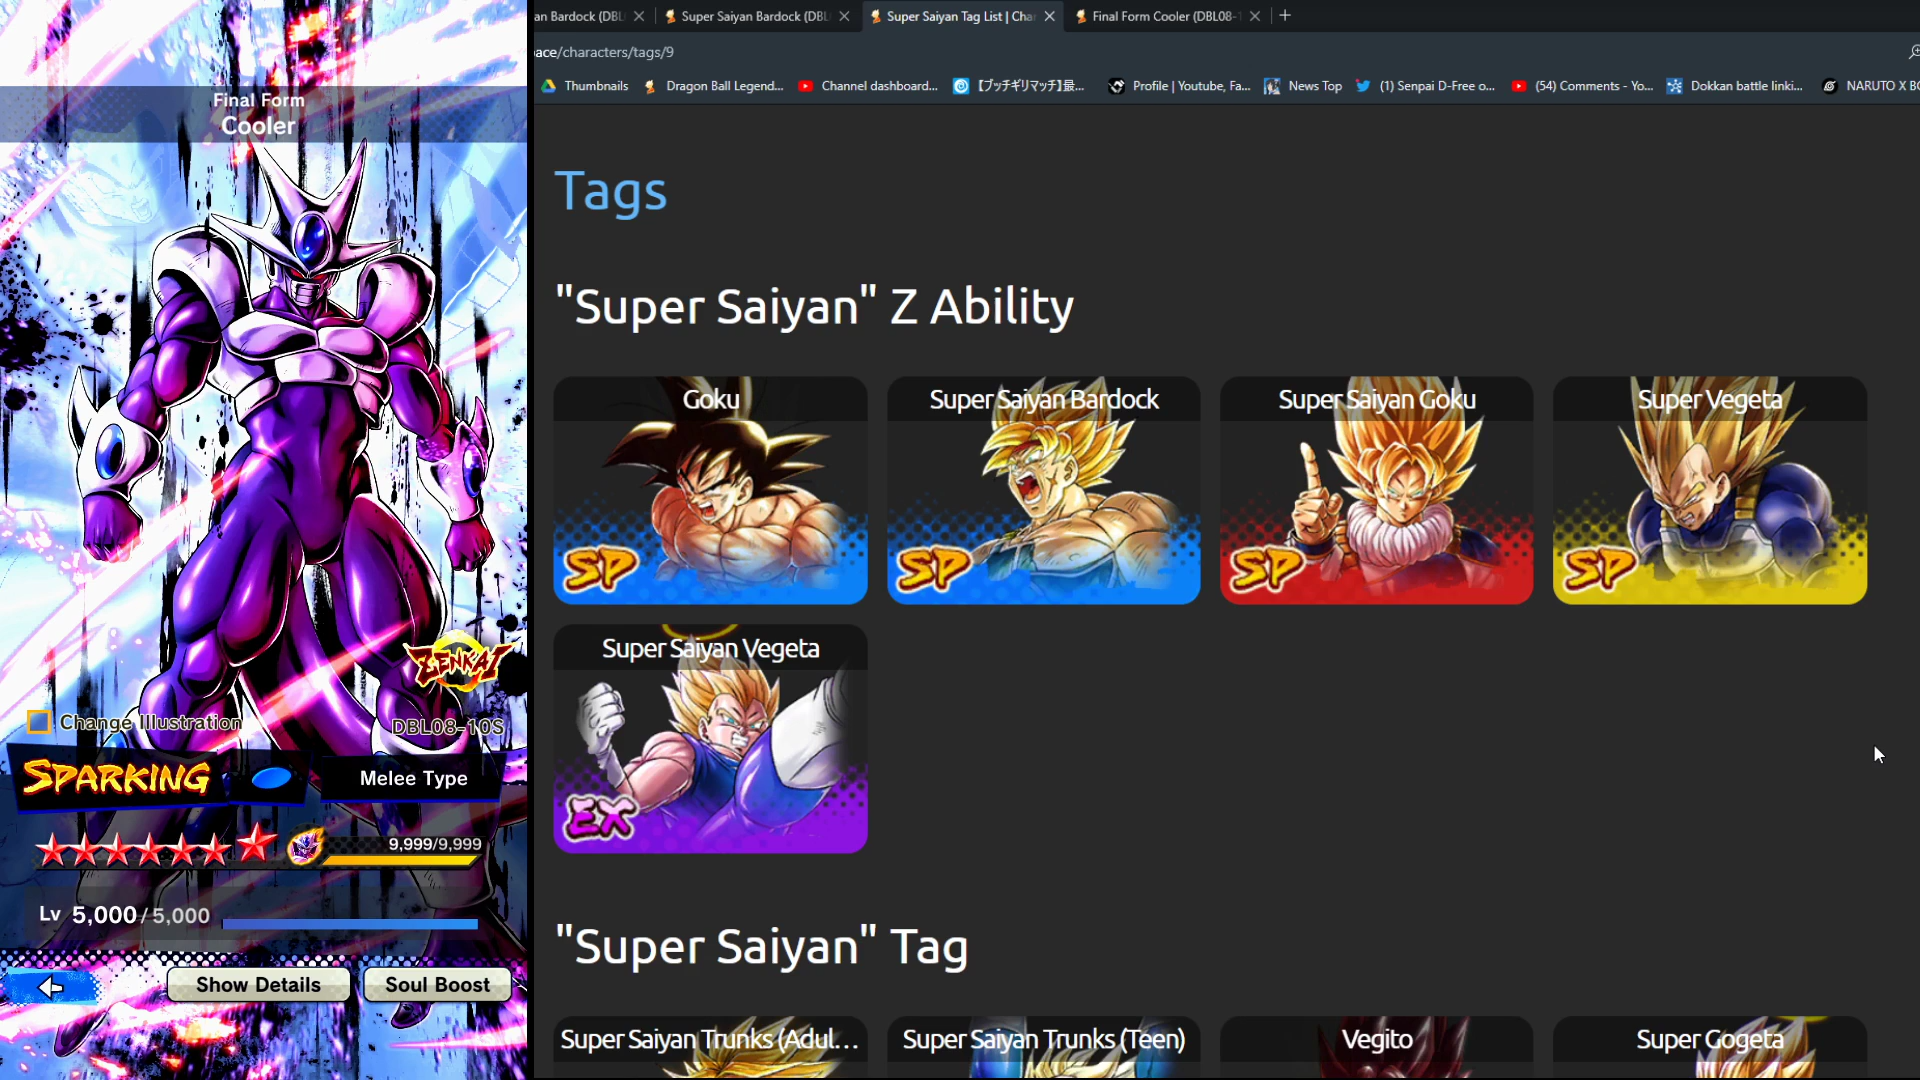 Final Form
Cooler
ZENKAI
Change Illustration
DBL08-10S
SPARKING
Melee Type
9,999/9,999
Lv 5,000/5,000
Show Details
Soul Boost
an Bardock (DBL
Super Saiyan Bardock (DBL
Super Saiyan Tag List | Cha
Final Form Cooler (DBL08-1
ace/characters/tags/9
Thumbnails
Dragon Ball Legend...
Channel dashboard...
【ブッチギリマッチ】最...
Profile | Youtube, Fa...
News Top
(1) Senpai D-Free o...
(54) Comments - Yo...
Dokkan battle linki...
NARUTO X BO
Tags
"Super Saiyan" Z Ability
Goku
SP
Super Saiyan Bardock
SP
Super Saiyan Goku
SP
Super Vegeta
SP
Super Saiyan Vegeta
EX
"Super Saiyan" Tag
Super Saiyan Trunks (Adul...
Super Saiyan Trunks (Teen)
Vegito
Super Gogeta